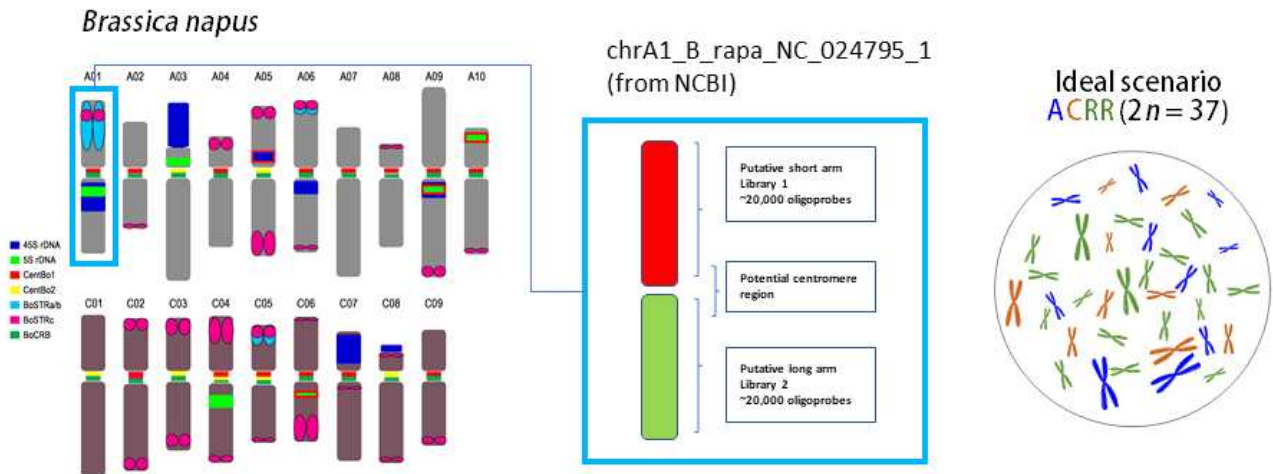 Brassica napus
A01 A02 A03 A04 A05 A06 A07 A08 A09 A10
45S rDNA
5S rDNA
CentBo1
CentBo2
BoSTRa/b
BoSTRc
BoCRB
C01 C02 C03 C04 C05 C06 C07 C08 C09
chrA1_B_rapa_NC_024795_1
(from NCBI)
Putative short arm
Library 1
~20,000 oligoprobes
Potential centromere
region
Putative long arm
Library 2
~20,000 oligoprobes
Ideal scenario
ACRR (2n = 37)